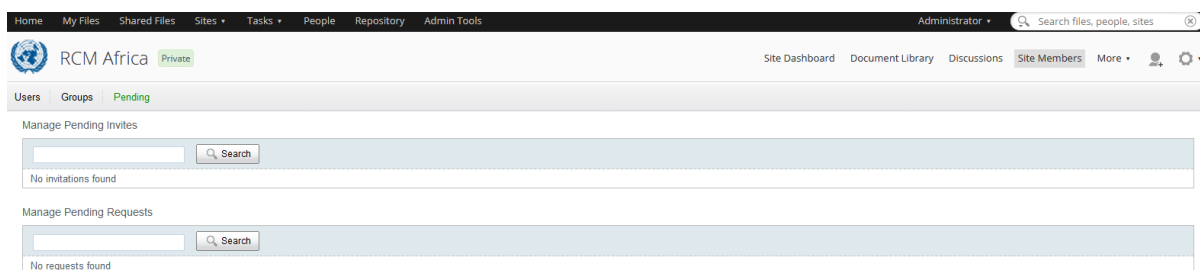 Home My Files Shared Files Sites Tasks People Repository Admin Tools Administrator Search files, people, sites
RCM Africa Private Site Dashboard Document Library Discussions Site Members More
Users Groups Pending
Manage Pending Invites
Search
No invitations found
Manage Pending Requests
Search
No requests found